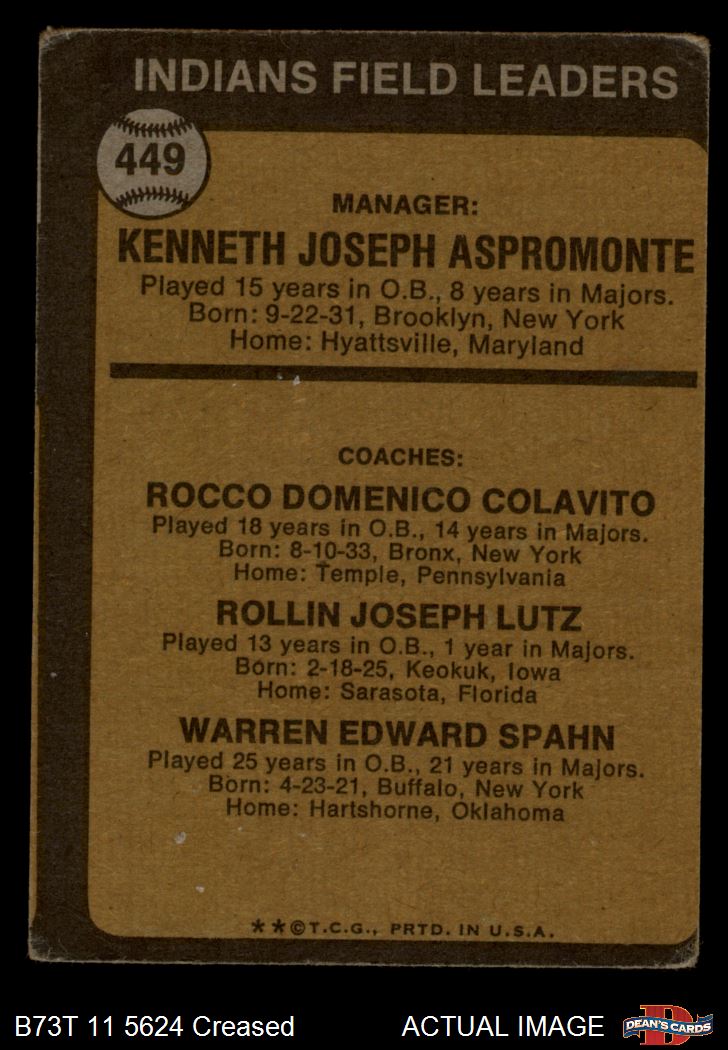 INDIANS FIELD LEADERS
449
MANAGER:
KENNETH JOSEPH ASPROMONTE
Played 15 years in O.B., 8 years in Majors.
Born: 9-22-31, Brooklyn, New York
Home: Hyattsville, Maryland
COACHES:
ROCCO DOMENICO COLAVITO
Played 18 years in O.B., 14 years in Majors.
Born: 8-10-33, Bronx, New York
Home: Temple, Pennsylvania
ROLLIN JOSEPH LUTZ
Played 13 years in O.B., 1 year in Majors.
Born: 2-18-25, Keokuk, Iowa
Home: Sarasota, Florida
WARREN EDWARD SPAHN
Played 25 years in O.B., 21 years in Majors.
Born: 4-23-21, Buffalo, New York
Home: Hartshorne, Oklahoma
**©T.C.G., PRTD. IN U.S.A.
B73T 11 5624 Creased ACTUAL IMAGE
D DEAN'S CARDS